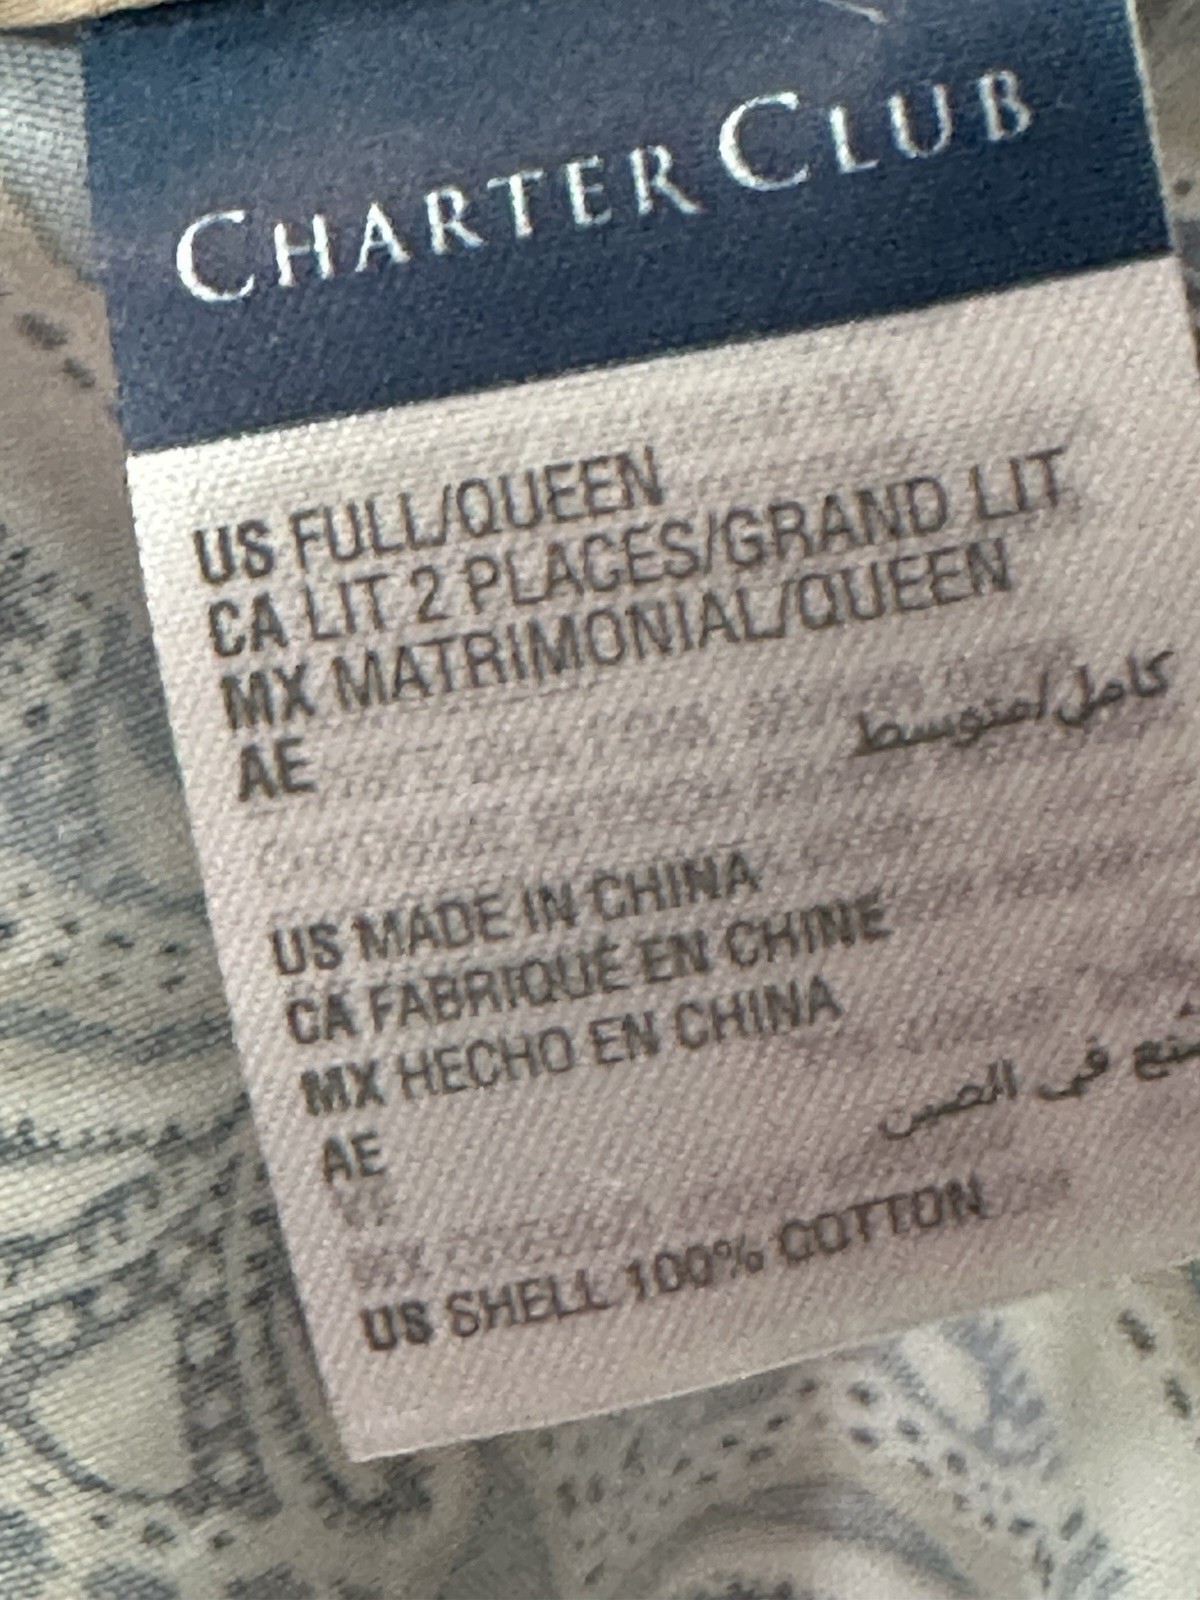 CHARTER CLUB
US FULL/QUEEN
CA LIT 2 PLACES/GRAND LIT
MX MATRIMONIAL/QUEEN
AE كامل/متوسط
US MADE IN CHINA
CA FABRIQUÉ EN CHINE
MX HECHO EN CHINA
AE صنع في الصين
US SHELL 100% COTTON